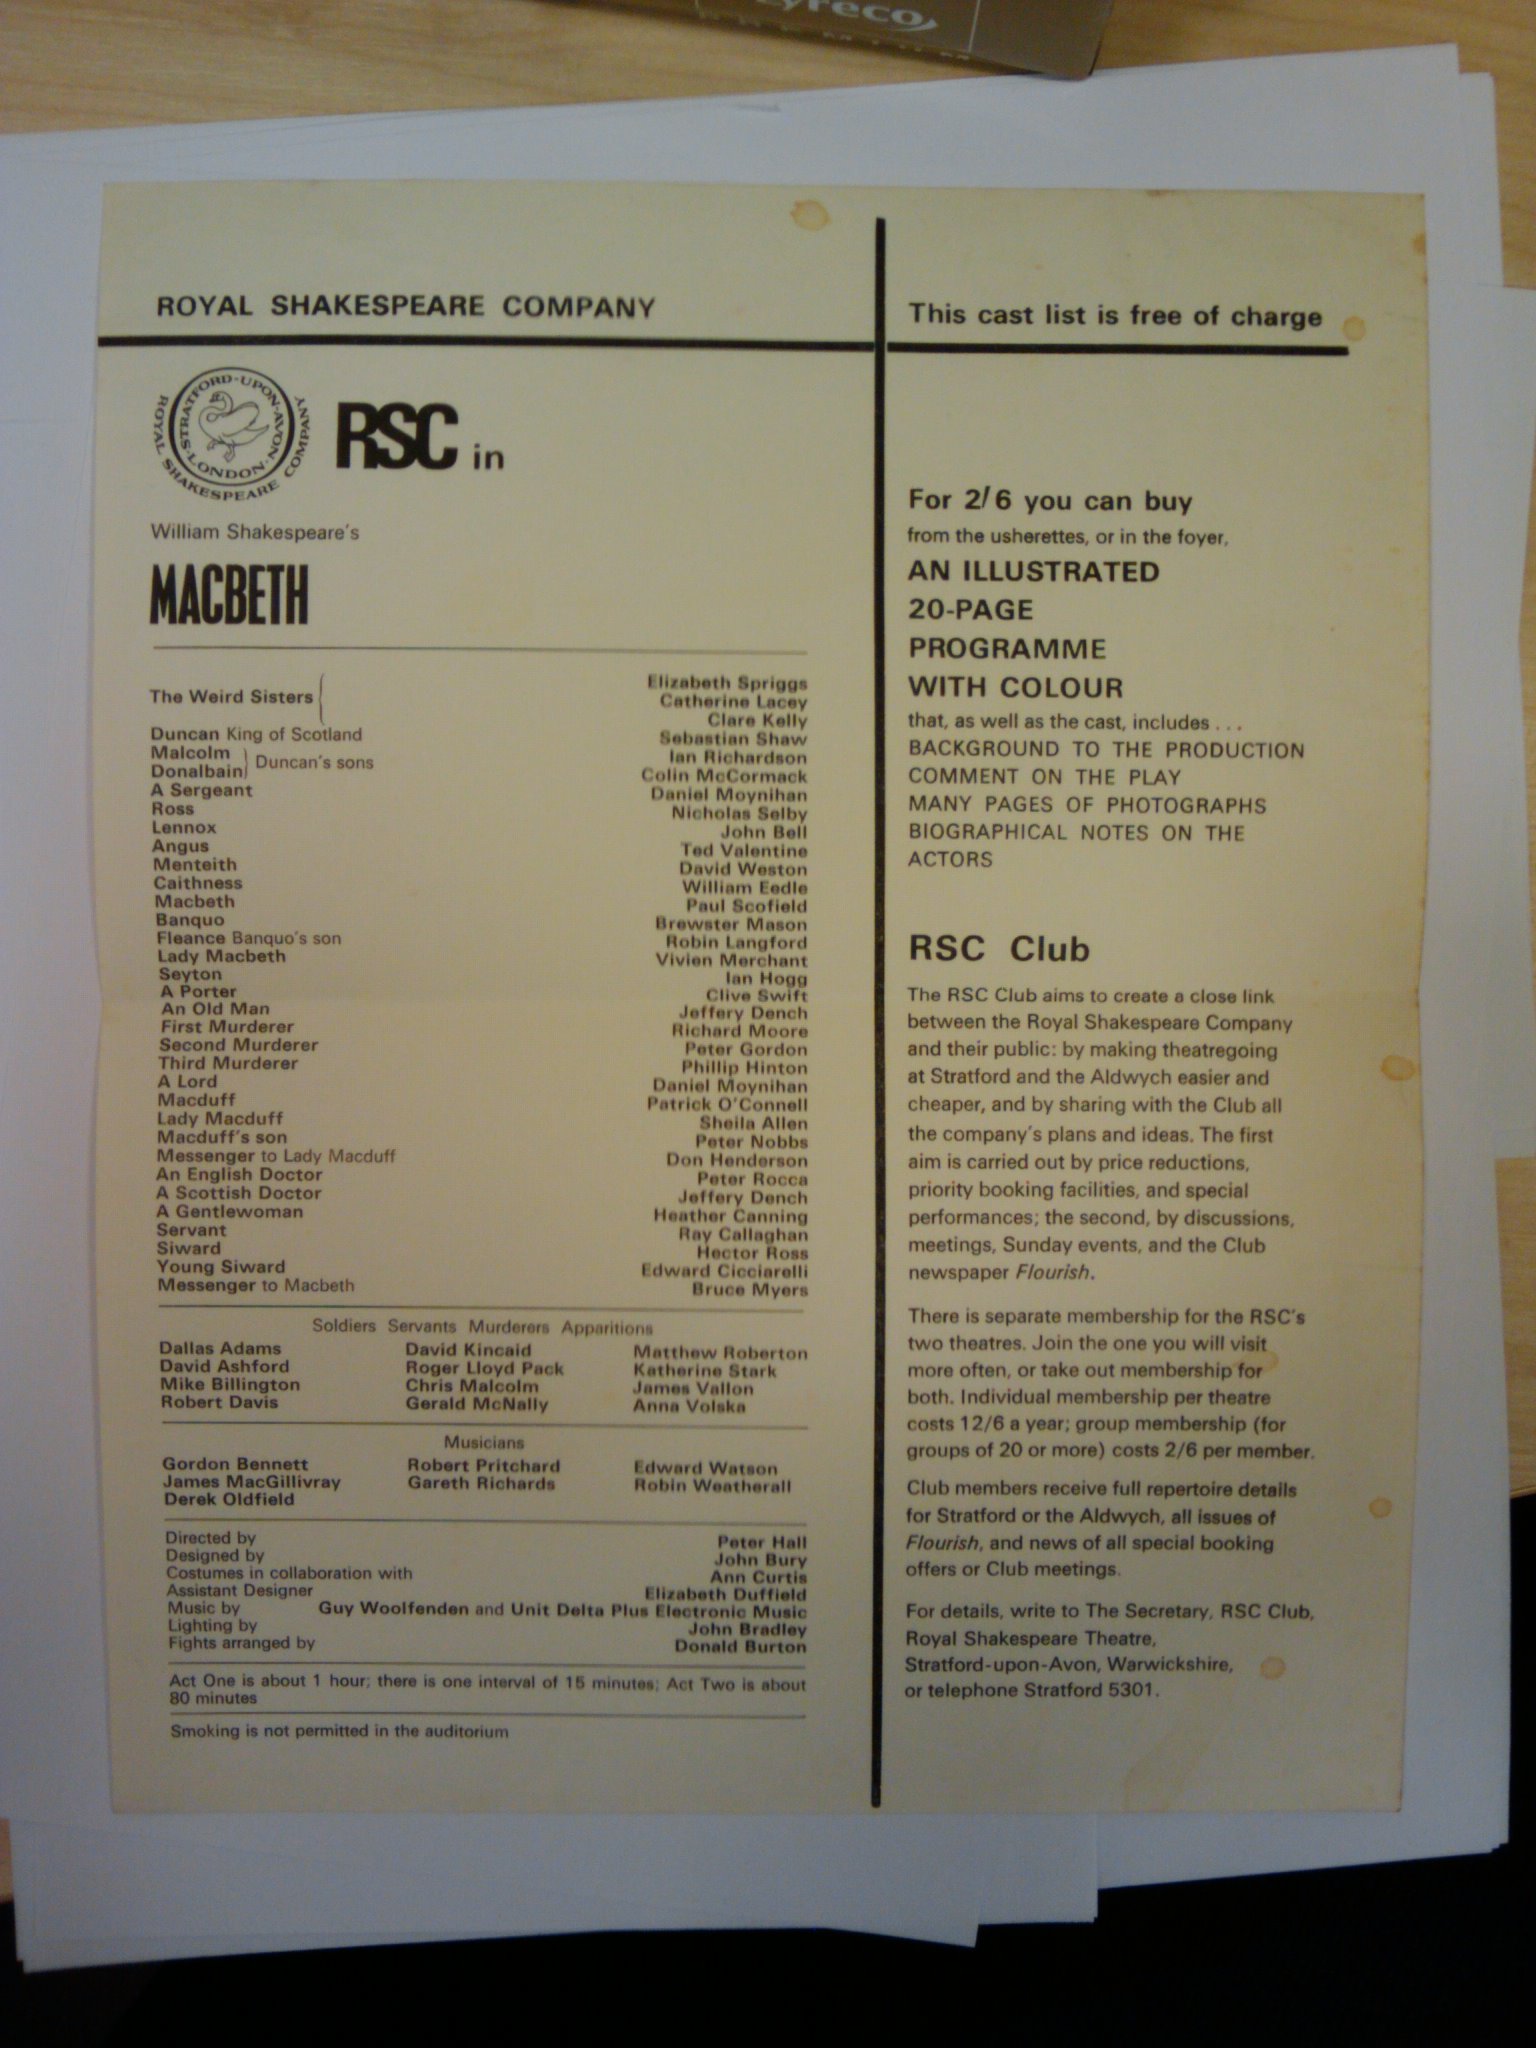 Lyreco
ROYAL SHAKESPEARE COMPANY
STRATFORD-UPON-AVON·LONDON·
ROYAL SHAKESPEARE COMPANY
RSC in
William Shakespeare's
MACBETH
The Weird Sisters Elizabeth Spriggs
Catherine Lacey
Clare Kelly
Duncan King of Scotland Sebastian Shaw
Malcolm Ian Richardson
Duncan's sons
Donalbain Colin McCormack
A Sergeant Daniel Moynihan
Ross Nicholas Selby
Lennox John Bell
Angus Ted Valentine
Menteith David Weston
Caithness William Eedle
Macbeth Paul Scofield
Banquo Brewster Mason
Fleance Banquo's son Robin Langford
Lady Macbeth Vivien Merchant
Seyton Ian Hogg
A Porter Clive Swift
An Old Man Jeffery Dench
First Murderer Richard Moore
Second Murderer Peter Gordon
Third Murderer Phillip Hinton
A Lord Daniel Moynihan
Macduff Patrick O'Connell
Lady Macduff Sheila Allen
Macduff's son Peter Nobbs
Messenger to Lady Macduff Don Henderson
An English Doctor Peter Rocca
A Scottish Doctor Jeffery Dench
A Gentlewoman Heather Canning
Servant Ray Callaghan
Siward Hector Ross
Young Siward Edward Cicciarelli
Messenger to Macbeth Bruce Myers
Soldiers Servants Murderers Apparitions
Dallas Adams David Kincaid Matthew Roberton
David Ashford Roger Lloyd Pack Katherine Stark
Mike Billington Chris Malcolm James Vallon
Robert Davis Gerald McNally Anna Volska
Musicians
Gordon Bennett Robert Pritchard Edward Watson
James MacGillivray Gareth Richards Robin Weatherall
Derek Oldfield
Directed by Peter Hall
Designed by John Bury
Costumes in collaboration with Ann Curtis
Assistant Designer Elizabeth Duffield
Music by Guy Woolfenden and Unit Delta Plus Electronic Music
Lighting by John Bradley
Fights arranged by Donald Burton
Act One is about 1 hour; there is one interval of 15 minutes; Act Two is about
80 minutes
Smoking is not permitted in the auditorium
This cast list is free of charge
For 2/6 you can buy
from the usherettes, or in the foyer,
AN ILLUSTRATED
20-PAGE
PROGRAMME
WITH COLOUR
that, as well as the cast, includes . . .
BACKGROUND TO THE PRODUCTION
COMMENT ON THE PLAY
MANY PAGES OF PHOTOGRAPHS
BIOGRAPHICAL NOTES ON THE
ACTORS
RSC Club
The RSC Club aims to create a close link
between the Royal Shakespeare Company
and their public: by making theatregoing
at Stratford and the Aldwych easier and
cheaper, and by sharing with the Club all
the company's plans and ideas. The first
aim is carried out by price reductions,
priority booking facilities, and special
performances; the second, by discussions,
meetings, Sunday events, and the Club
newspaper Flourish.
There is separate membership for the RSC's
two theatres. Join the one you will visit
more often, or take out membership for
both. Individual membership per theatre
costs 12/6 a year; group membership (for
groups of 20 or more) costs 2/6 per member.
Club members receive full repertoire details
for Stratford or the Aldwych, all issues of
Flourish, and news of all special booking
offers or Club meetings.
For details, write to The Secretary, RSC Club,
Royal Shakespeare Theatre,
Stratford-upon-Avon, Warwickshire,
or telephone Stratford 5301.